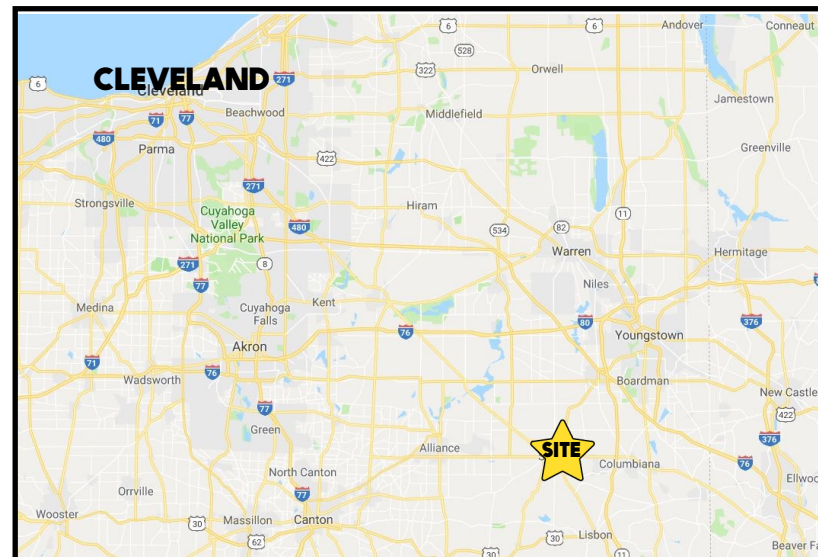 6
6
Andover
Conneaut
528
CLEVELAND
Cleveland
271
322
Orwell
6
Jamestown
Beachwood
Middlefield
71
77
480
Parma
422
Greenville
271
Strongsville
Cuyahoga
Valley
National Park
Hiram
11
480
534
82
8
Warren
Hermitage
271
77
Niles
Medina
Cuyahoga
Falls
Kent
80
376
76
Youngstown
Akron
71
76
Wadsworth
Boardman
New Castle
77
422
Green
376
Alliance
SITE
Columbiana
76
North Canton
Ellwoo
Orrville
77
Wooster
30
Massillon
Canton
30
Lisbon
62
30
11
Beaver Fa